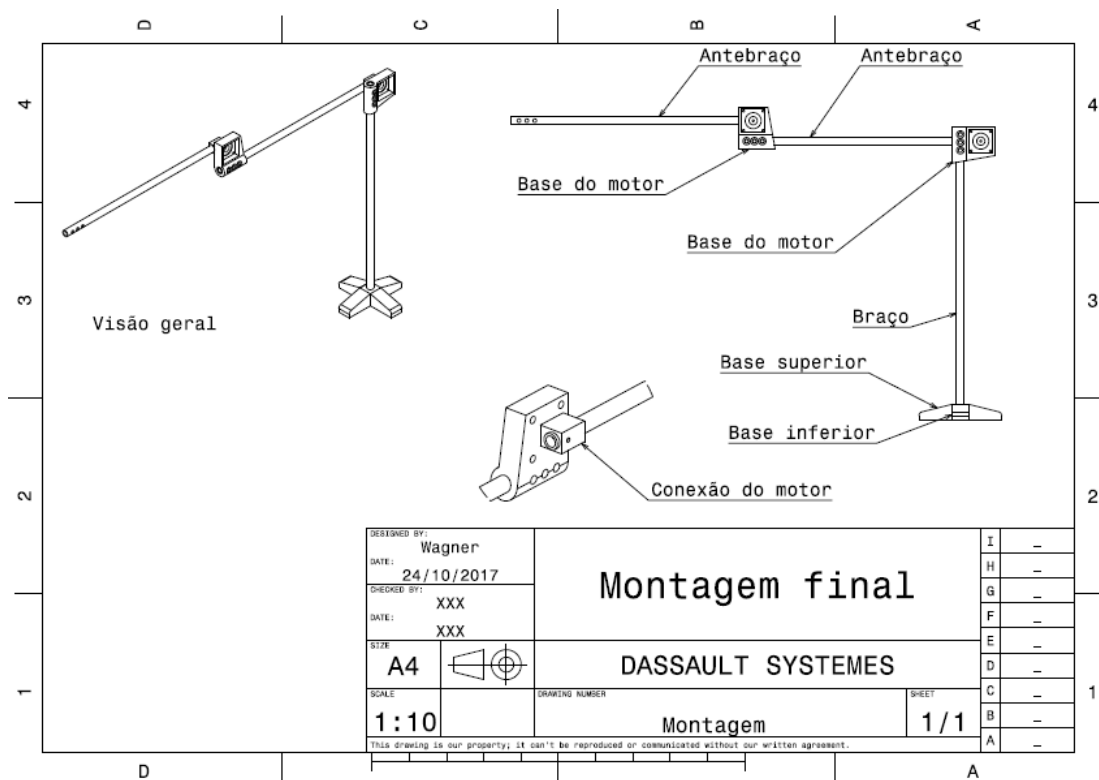 D
C
B
A
4
4
Antebraço
Antebraço
Base do motor
Base do motor
3
3
Visão geral
Braço
Base superior
Base inferior
Conexão do motor
2
2
DESIGNED BY:
Wagner
DATE:
24/10/2017
CHECKED BY:
XXX
DATE:
XXX
Montagem final
SIZE
A4
DASSAULT SYSTEMES
SCALE
1:10
DRAWING NUMBER
Montagem
SHEET
1/1
This drawing is our property; it can't be reproduced or communicated without our written agreement.
I _
H _
G _
F _
E _
D _
C _
B _
A _
1
1
D
A